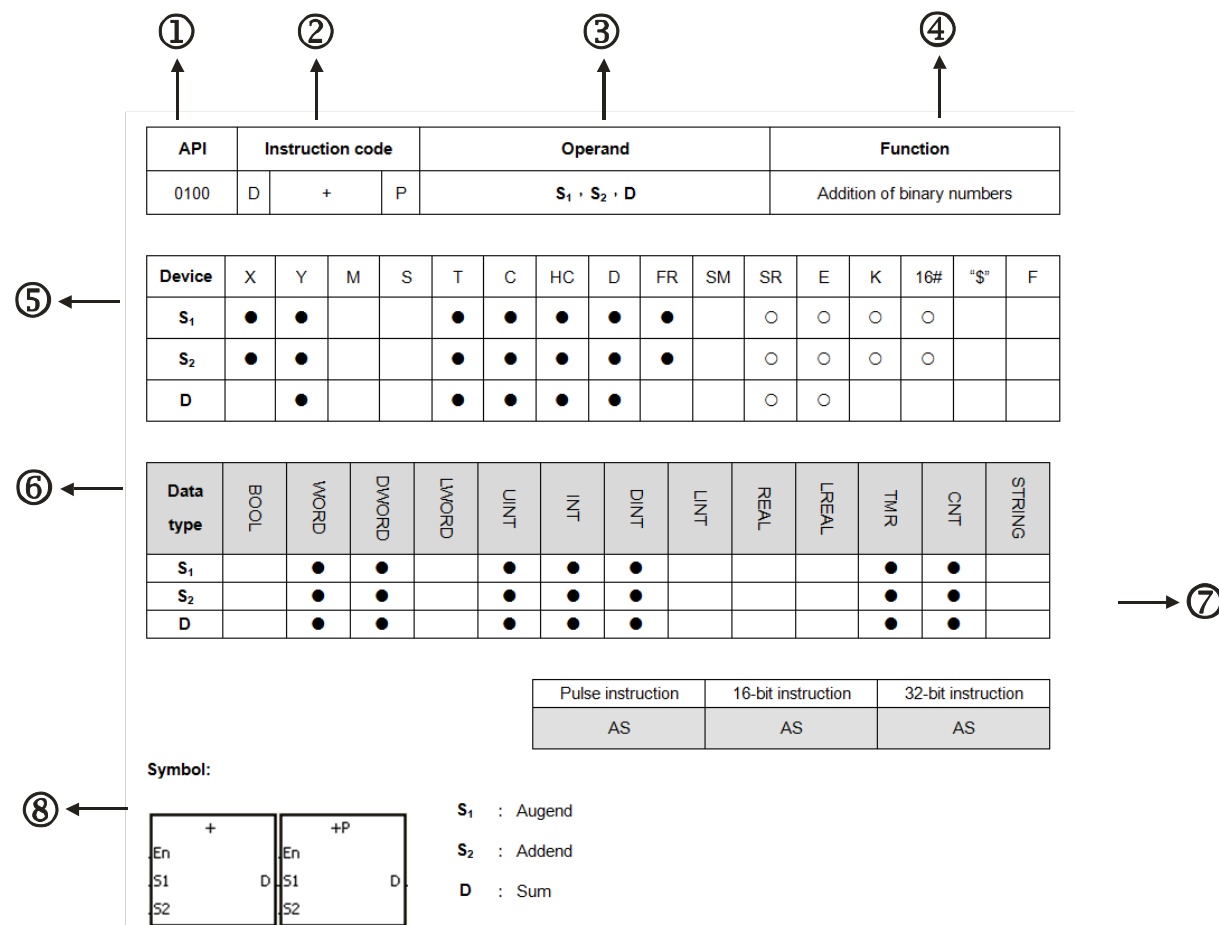 ① ② ③ ④
API Instruction code Operand Function
0100 D + P S₁ , S₂ , D Addition of binary numbers
⑤
Device X Y M S T C HC D FR SM SR E K 16# “$” F
S₁ ● ● ● ● ● ● ● ○ ○ ○ ○
S₂ ● ● ● ● ● ● ● ○ ○ ○ ○
D ● ● ● ● ● ○ ○
⑥
Data type BOOL WORD DWORD LWORD UINT INT DINT LINT REAL LREAL TMR CNT STRING
S₁ ● ● ● ● ● ● ●
S₂ ● ● ● ● ● ● ●
D ● ● ● ● ● ● ●
⑦
Pulse instruction 16-bit instruction 32-bit instruction
AS AS AS
Symbol:
⑧
+ +P
En En
S1 D S1 D
S2 S2
S₁ : Augend
S₂ : Addend
D : Sum